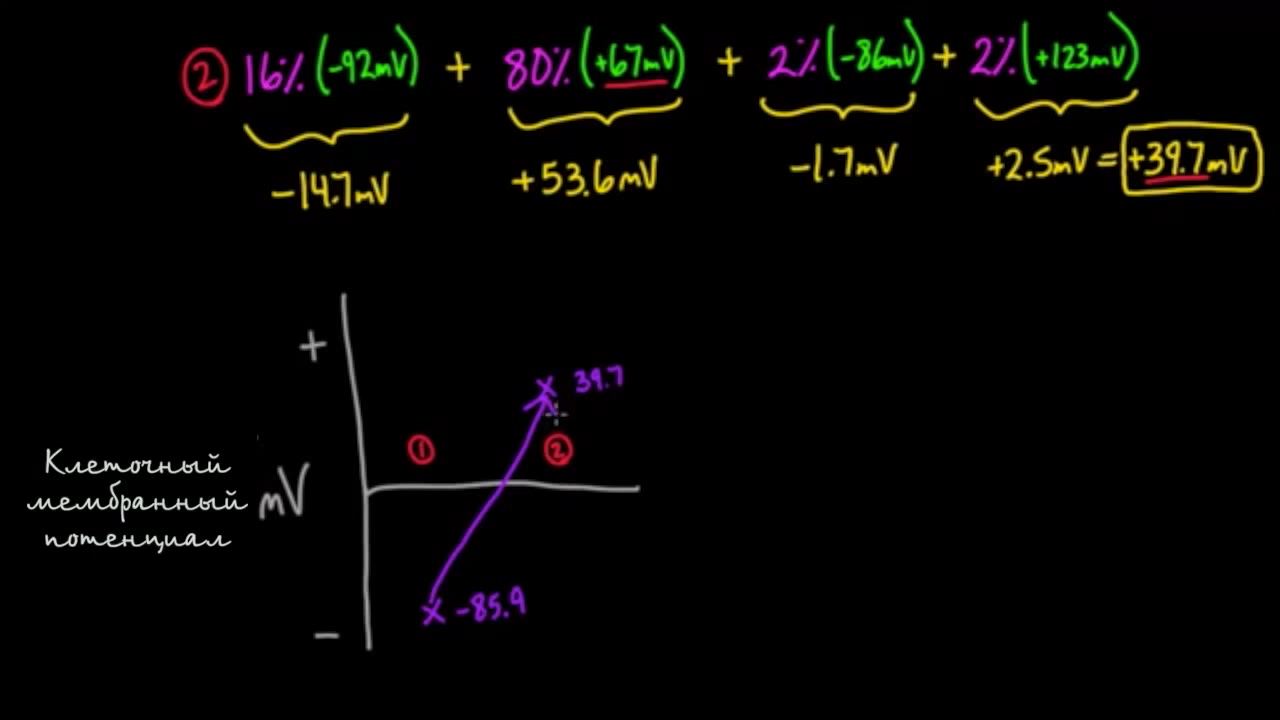 ② 16% (-92mV) + 80% (+67mV) + 2% (-86mV) + 2% (+123mV)
-14.7mV +53.6mV -1.7mV +2.5mV = +39.7mV
+
x 39.7
① ②
Клеточный
мембранный
потенциал
mV
x -85.9
-